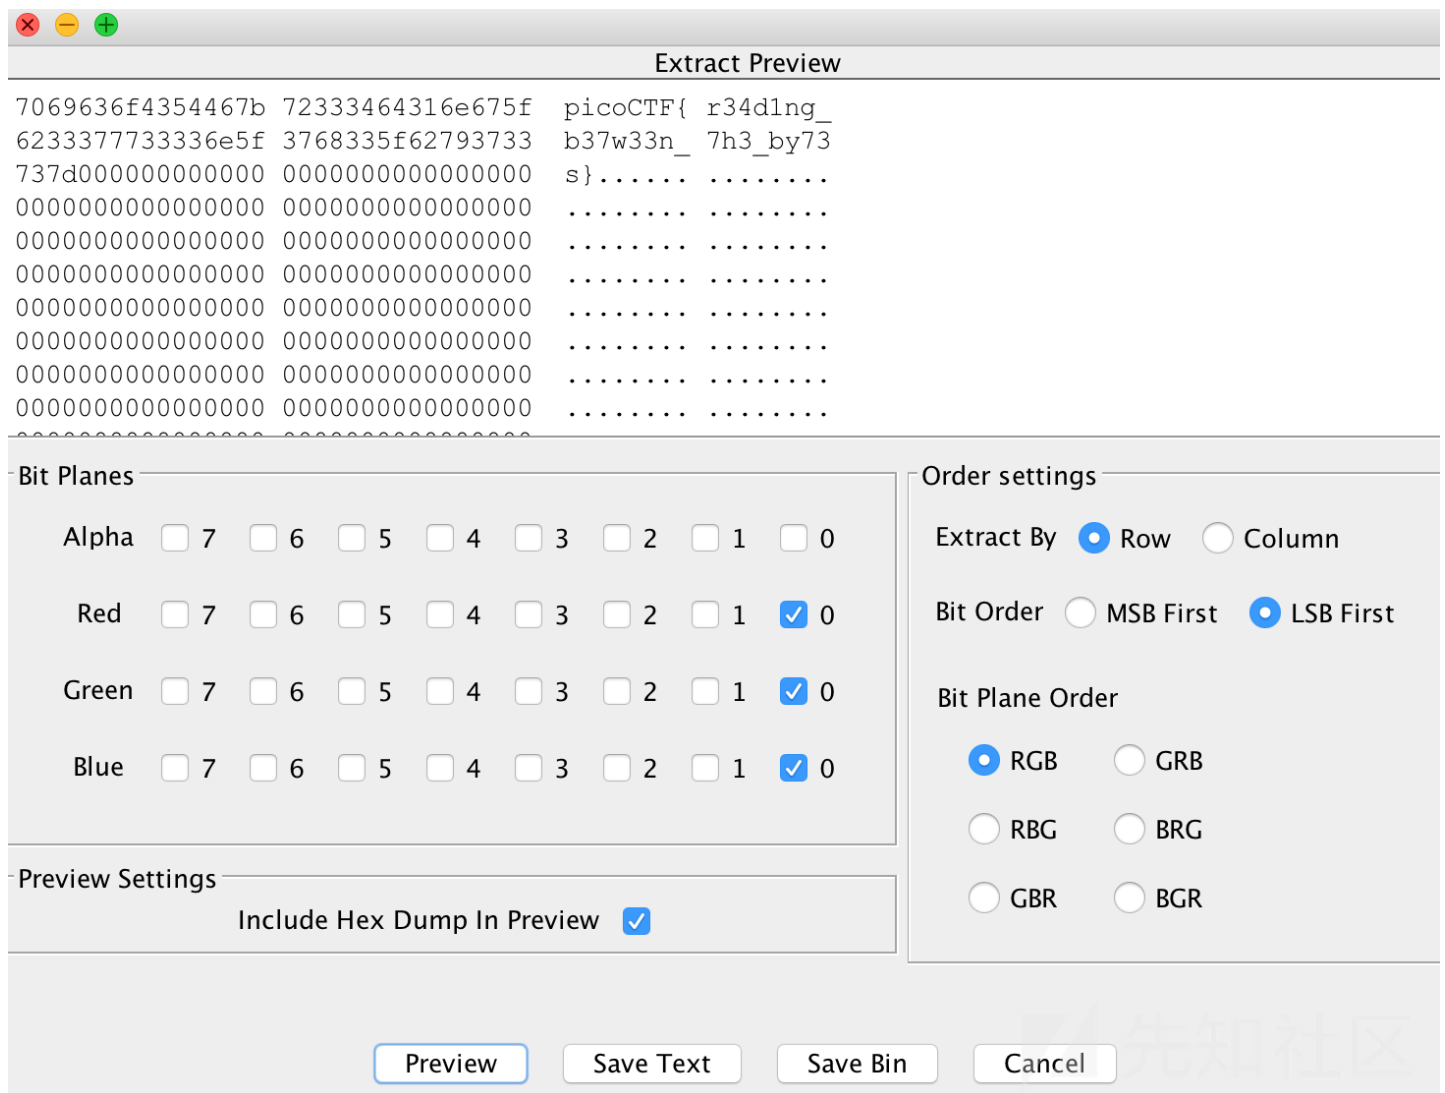 Extract Preview
7069636f4354467b 72333464316e675f picoCTF{ r34d1ng_
6233377733336e5f 3768335f62793733 b37w33n_ 7h3_by73
737d000000000000 0000000000000000 s}...... ........
0000000000000000 0000000000000000 ........ ........
0000000000000000 0000000000000000 ........ ........
0000000000000000 0000000000000000 ........ ........
0000000000000000 0000000000000000 ........ ........
0000000000000000 0000000000000000 ........ ........
0000000000000000 0000000000000000 ........ ........
0000000000000000 0000000000000000 ........ ........
Bit Planes
Alpha 7 6 5 4 3 2 1 0
Red 7 6 5 4 3 2 1 0
Green 7 6 5 4 3 2 1 0
Blue 7 6 5 4 3 2 1 0
Preview Settings
Include Hex Dump In Preview
Order settings
Extract By Row Column
Bit Order MSB First LSB First
Bit Plane Order
RGB GRB
RBG BRG
GBR BGR
Preview Save Text Save Bin Cancel
先知社区